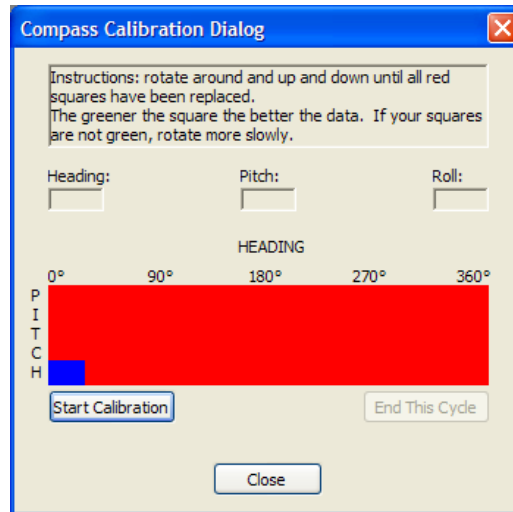 Compass Calibration Dialog
Instructions: rotate around and up and down until all red
squares have been replaced.
The greener the square the better the data.  If your squares
are not green, rotate more slowly.
Heading:
Pitch:
Roll:
HEADING
0° 90° 180° 270° 360°
P
I
T
C
H
Start Calibration
End This Cycle
Close